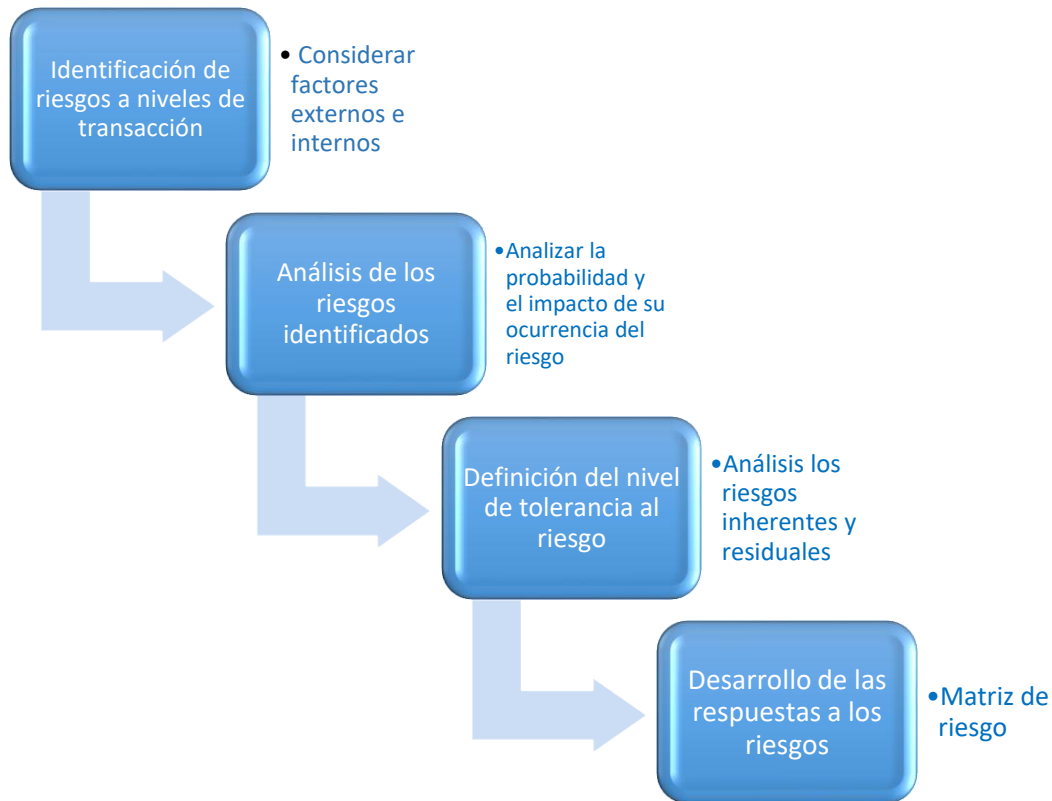 Identificación de
riesgos a niveles de
transacción
• Considerar
factores
externos e
internos
Análisis de los
riesgos
identificados
•Analizar la
probabilidad y
el impacto de su
ocurrencia del
riesgo
Definición del nivel
de tolerancia al
riesgo
•Análisis los
riesgos
inherentes y
residuales
Desarrollo de las
respuestas a los
riesgos
•Matriz de
riesgo